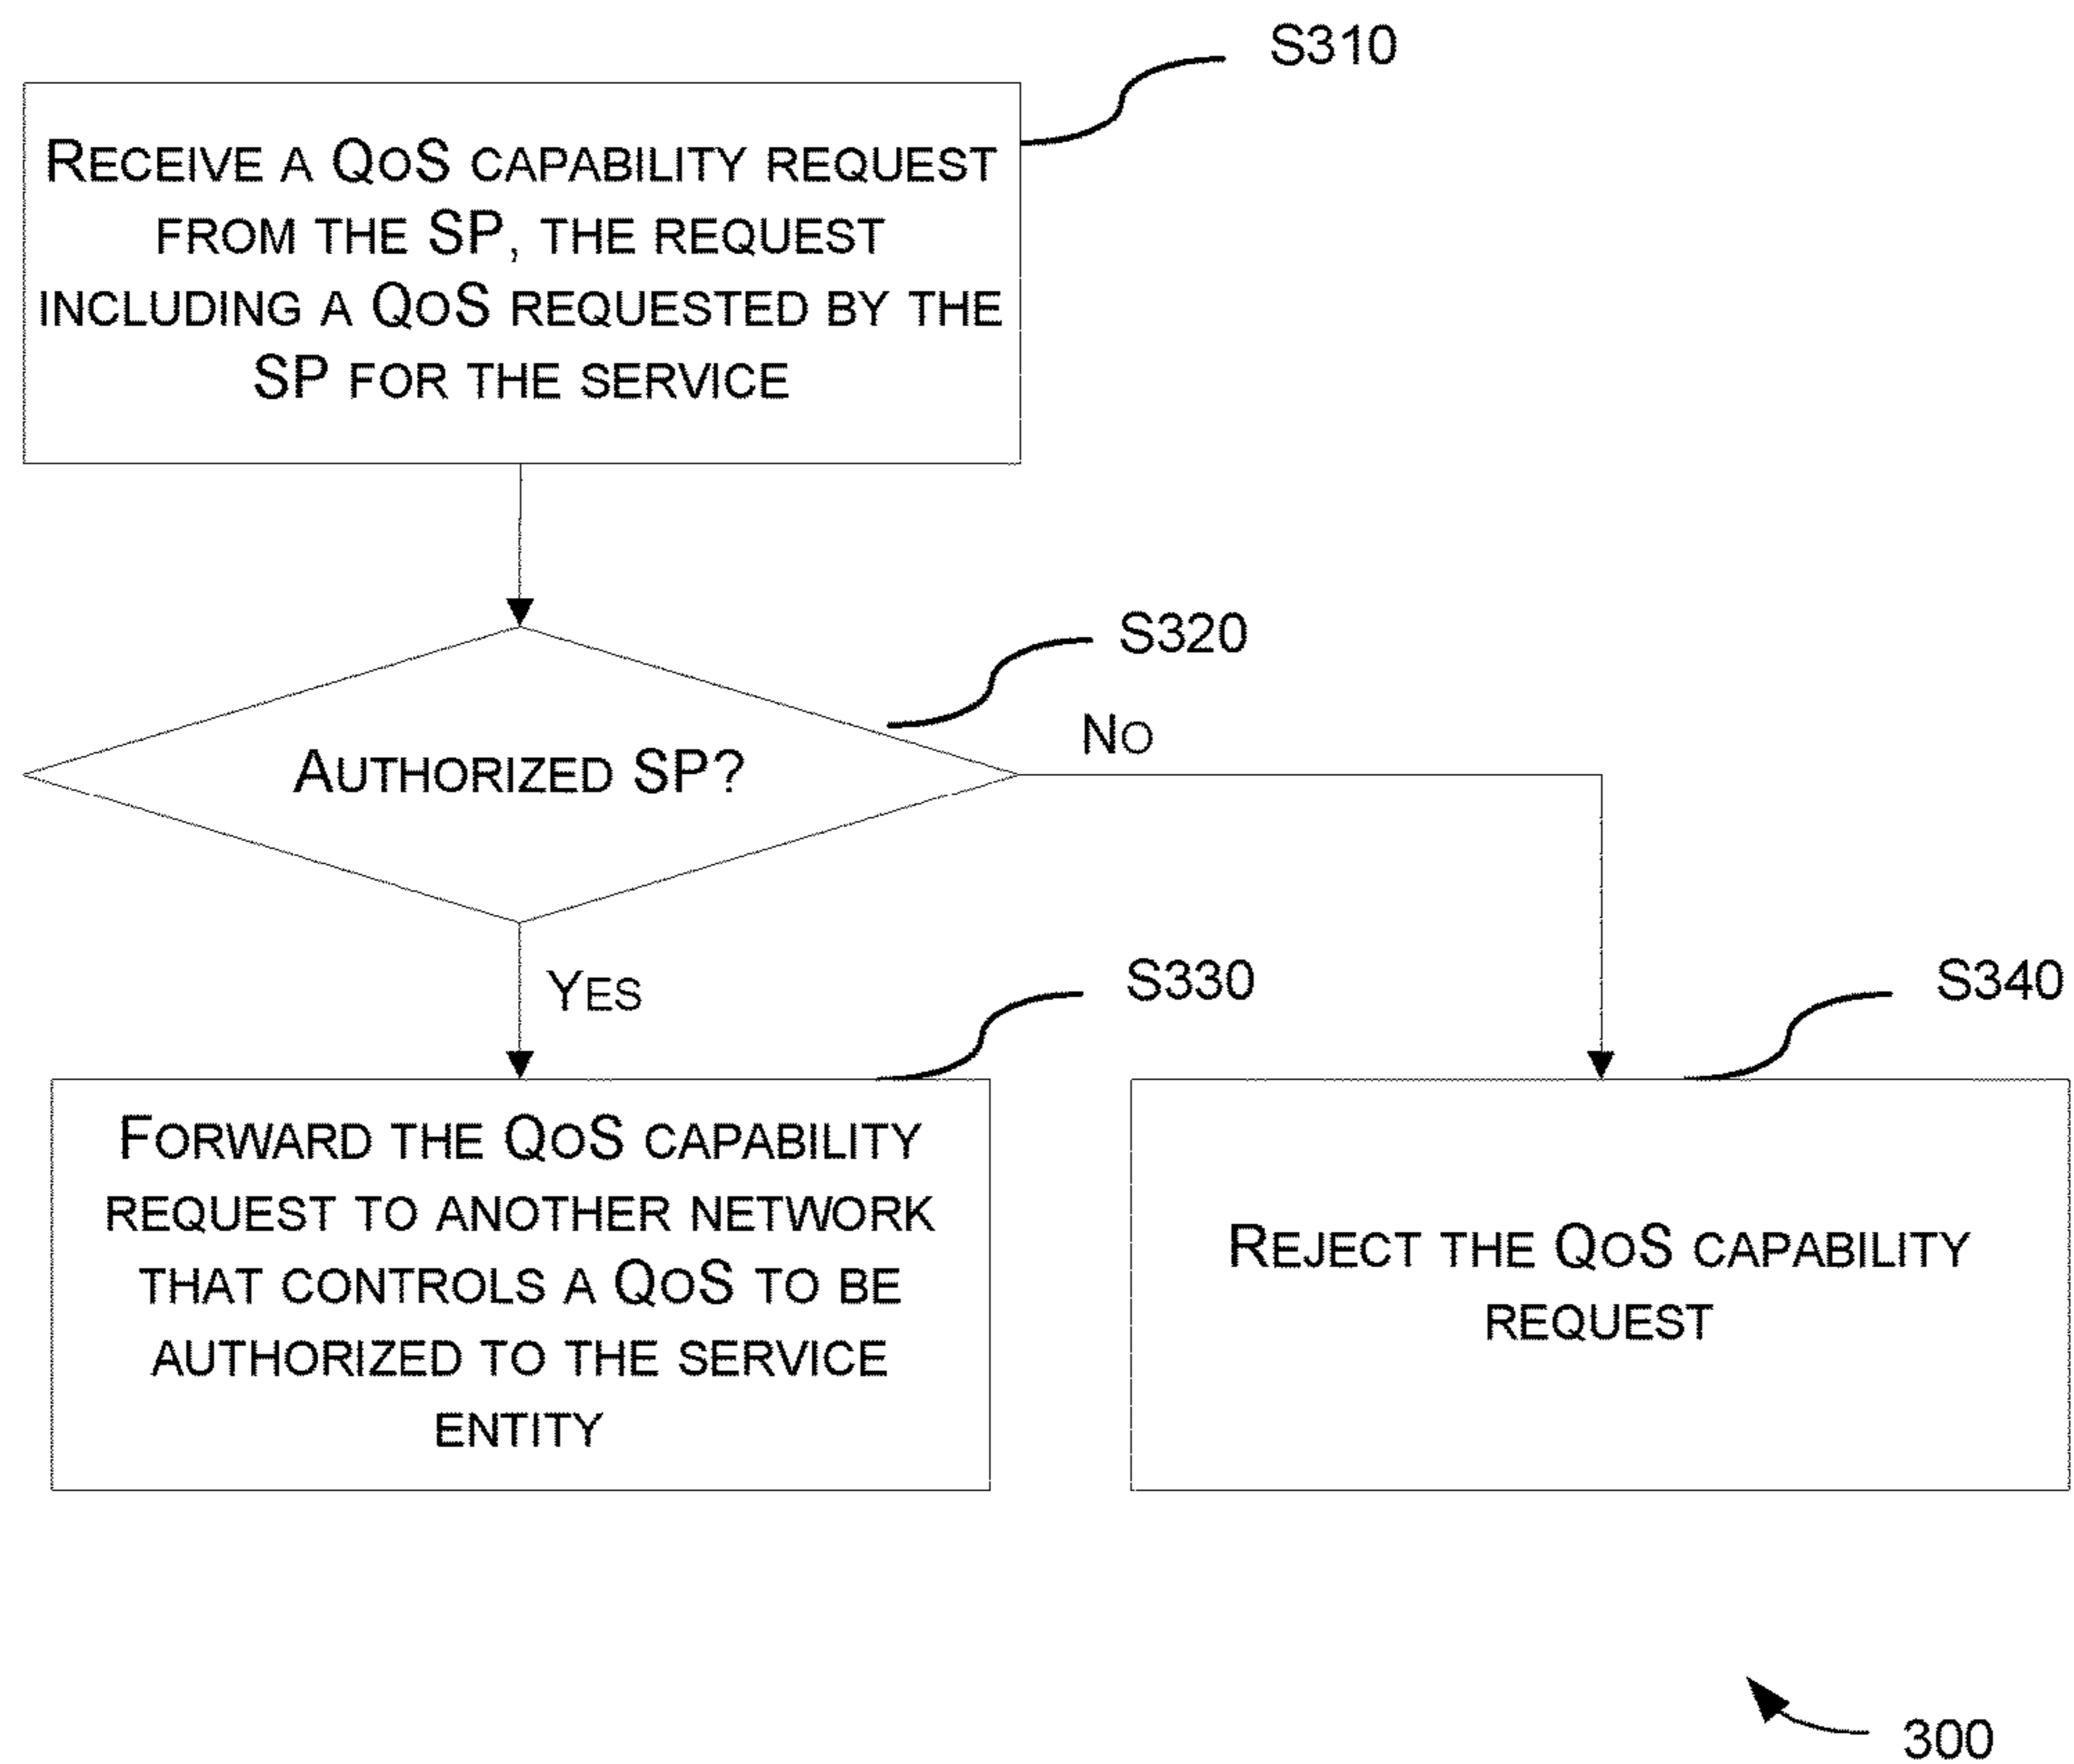 S310
RECEIVE A QOS CAPABILITY REQUEST
FROM THE SP, THE REQUEST
INCLUDING A QOS REQUESTED BY THE
SP FOR THE SERVICE
S320
AUTHORIZED SP?
NO
YES
S330
S340
FORWARD THE QOS CAPABILITY
REQUEST TO ANOTHER NETWORK
THAT CONTROLS A QOS TO BE
AUTHORIZED TO THE SERVICE
ENTITY
REJECT THE QOS CAPABILITY
REQUEST
300